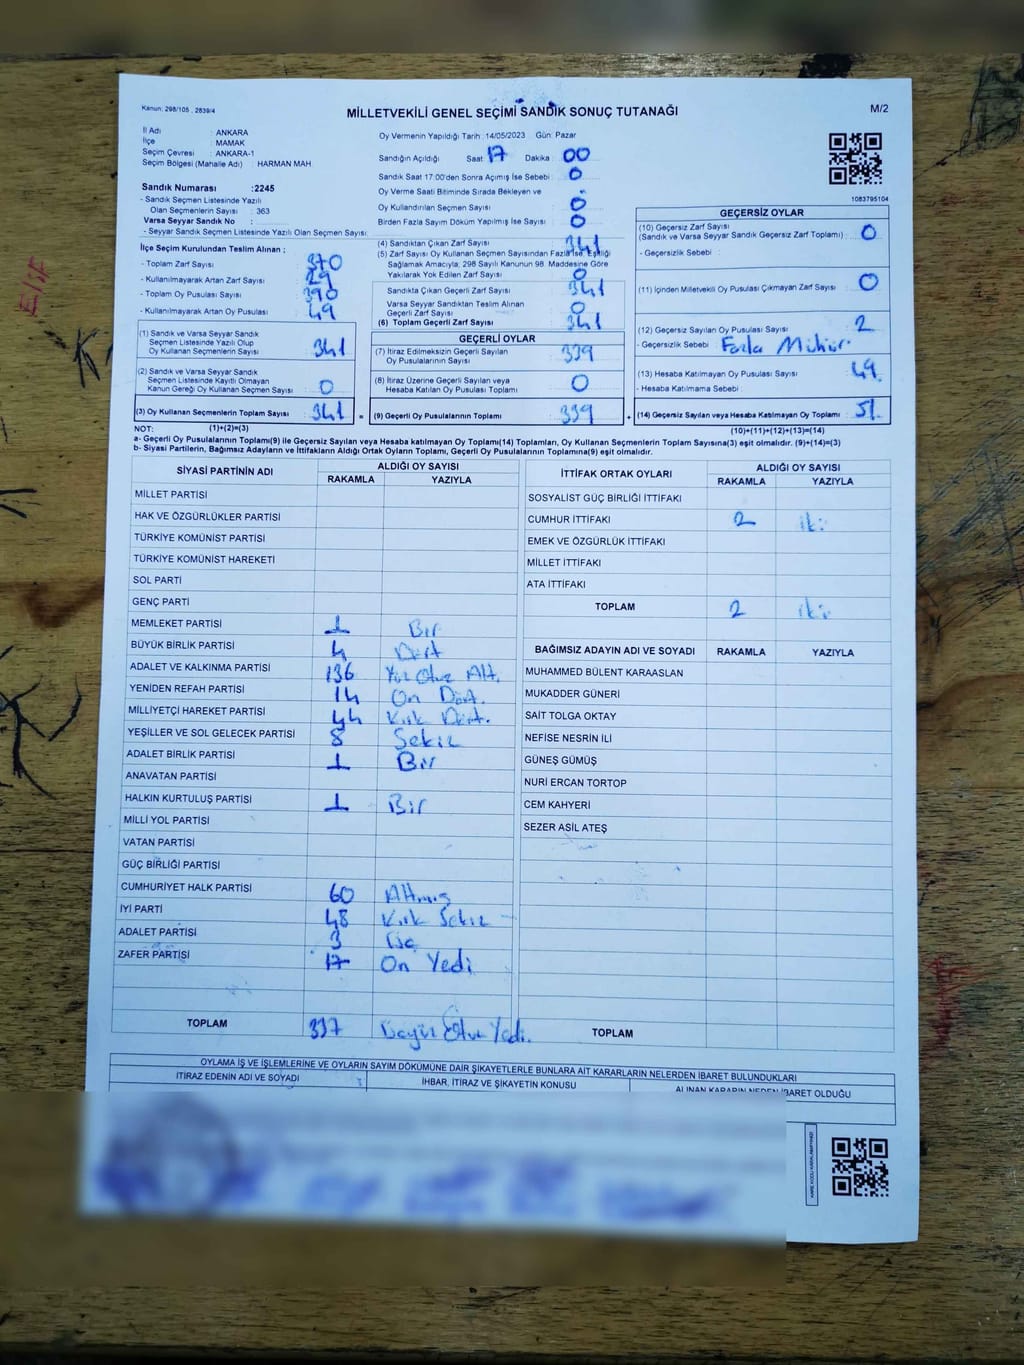 Kanun: 298/105 , 2839/4
MİLLETVEKİLİ GENEL SEÇİMİ SANDIK SONUÇ TUTANAĞI
M/2
İl Adı : ANKARA
İlçe : MAMAK
Seçim Çevresi : ANKARA-1
Seçim Bölgesi (Mahalle Adı) : HARMAN MAH
Sandık Numarası :2245
- Sandık Seçmen Listesinde Yazılı
Olan Seçmenlerin Sayısı : 363
Varsa Seyyar Sandık No :
- Seyyar Sandık Seçmen Listesinde Yazılı Olan Seçmen Sayısı:
İlçe Seçim Kurulundan Teslim Alınan ;
- Toplam Zarf Sayısı : 370
- Kullanılmayarak Artan Zarf Sayısı : 29
- Toplam Oy Pusulası Sayısı : 390
- Kullanılmayarak Artan Oy Pusulası : 49
(1) Sandık ve Varsa Seyyar Sandık
Seçmen Listesinde Yazılı Olup
Oy Kullanan Seçmenlerin Sayısı : 341
(2) Sandık ve Varsa Seyyar Sandık
Seçmen Listesinde Kayıtlı Olmayan
Kanun Gereği Oy Kullanan Seçmen Sayısı : 0
(3) Oy Kullanan Seçmenlerin Toplam Sayısı : 341
Oy Vermenin Yapıldığı Tarih :14/05/2023 Gün: Pazar
Sandığın Açıldığı Saat : 17 Dakika : 00
Sandık Saat 17:00'den Sonra Açılmış İse Sebebi : 0
Oy Verme Saati Bitiminde Sırada Bekleyen ve
Oy Kullandırılan Seçmen Sayısı : 0
Birden Fazla Sayım Döküm Yapılmış İse Sayısı : 0
(4) Sandıktan Çıkan Zarf Sayısı : 341
(5) Zarf Sayısı Oy Kullanan Seçmen Sayısından Fazla İse, Eşitliği
Sağlamak Amacıyla; 298 Sayılı Kanunun 98. Maddesine Göre
Yakılarak Yok Edilen Zarf Sayısı : 0
Sandıkta Çıkan Geçerli Zarf Sayısı : 341
Varsa Seyyar Sandıktan Teslim Alınan
Geçerli Zarf Sayısı : 0
(6) Toplam Geçerli Zarf Sayısı : 341
GEÇERLİ OYLAR
(7) İtiraz Edilmeksizin Geçerli Sayılan
Oy Pusulalarının Sayısı : 339
(8) İtiraz Üzerine Geçerli Sayılan veya
Hesaba Katılan Oy Pusulası Toplamı : 0
= (9) Geçerli Oy Pusulalarının Toplamı : 339
1083795104
GEÇERSİZ OYLAR
(10) Geçersiz Zarf Sayısı
(Sandık ve Varsa Seyyar Sandık Geçersiz Zarf Toplamı) : 0
- Geçersizlik Sebebi :
(11) İçinden Milletvekili Oy Pusulası Çıkmayan Zarf Sayısı : 0
(12) Geçersiz Sayılan Oy Pusulası Sayısı : 2
- Geçersizlik Sebebi : Fazla Mühür
(13) Hesaba Katılmayan Oy Pusulası Sayısı : 49
- Hesaba Katılmama Sebebi :
+ (14) Geçersiz Sayılan veya Hesaba Katılmayan Oy Toplamı : 51
NOT: (1)+(2)=(3) (10)+(11)+(12)+(13)=(14)
a- Geçerli Oy Pusulalarının Toplamı(9) ile Geçersiz Sayılan veya Hesaba katılmayan Oy Toplamı(14) Toplamları, Oy Kullanan Seçmenlerin Toplam Sayısına(3) eşit olmalıdır. (9)+(14)=(3)
b- Siyasi Partilerin, Bağımsız Adayların ve İttifakların Aldığı Ortak Oyların Toplamı, Geçerli Oy Pusulalarının Toplamına(9) eşit olmalıdır.
SİYASİ PARTİNİN ADI ALDIĞI OY SAYISI
RAKAMLA YAZIYLA
MİLLET PARTİSİ
HAK VE ÖZGÜRLÜKLER PARTİSİ
TÜRKİYE KOMÜNİST PARTİSİ
TÜRKİYE KOMÜNİST HAREKETİ
SOL PARTİ
GENÇ PARTİ
MEMLEKET PARTİSİ 1 Bir
BÜYÜK BİRLİK PARTİSİ 4 Dört
ADALET VE KALKINMA PARTİSİ 136 Yüz Otuz Altı
YENİDEN REFAH PARTİSİ 14 On Dört.
MİLLİYETÇİ HAREKET PARTİSİ 44 Kırk Dört.
YEŞİLLER VE SOL GELECEK PARTİSİ 8 Sekiz
ADALET BİRLİK PARTİSİ 1 Bir
ANAVATAN PARTİSİ
HALKIN KURTULUŞ PARTİSİ 1 Bir
MİLLİ YOL PARTİSİ
VATAN PARTİSİ
GÜÇ BİRLİĞİ PARTİSİ
CUMHURİYET HALK PARTİSİ 60 Altmış
İYİ PARTİ 48 Kırk Sekiz
ADALET PARTİSİ 3 Üç
ZAFER PARTİSİ 17 On Yedi
TOPLAM 337 Üçyüz Otuz Yedi.
İTTİFAK ORTAK OYLARI ALDIĞI OY SAYISI
RAKAMLA YAZIYLA
SOSYALİST GÜÇ BİRLİĞİ İTTİFAKI
CUMHUR İTTİFAKI 2 iki
EMEK VE ÖZGÜRLÜK İTTİFAKI
MİLLET İTTİFAKI
ATA İTTİFAKI
TOPLAM 2 iki
BAĞIMSIZ ADAYIN ADI VE SOYADI RAKAMLA YAZIYLA
MUHAMMED BÜLENT KARAASLAN
MUKADDER GÜNERİ
SAİT TOLGA OKTAY
NEFİSE NESRİN İLİ
GÜNEŞ GÜMÜŞ
NURİ ERCAN TORTOP
CEM KAHYERİ
SEZER ASİL ATEŞ
TOPLAM
OYLAMA İŞ VE İŞLEMLERİNE VE OYLARIN SAYIM DÖKÜMÜNE DAİR ŞİKAYETLERLE BUNLARA AİT KARARLARIN NELERDEN İBARET BULUNDUKLARI
İTİRAZ EDENİN ADI VE SOYADI İHBAR, İTİRAZ VE ŞİKAYETİN KONUSU ALINAN KARARIN NEDEN İBARET OLDUĞU